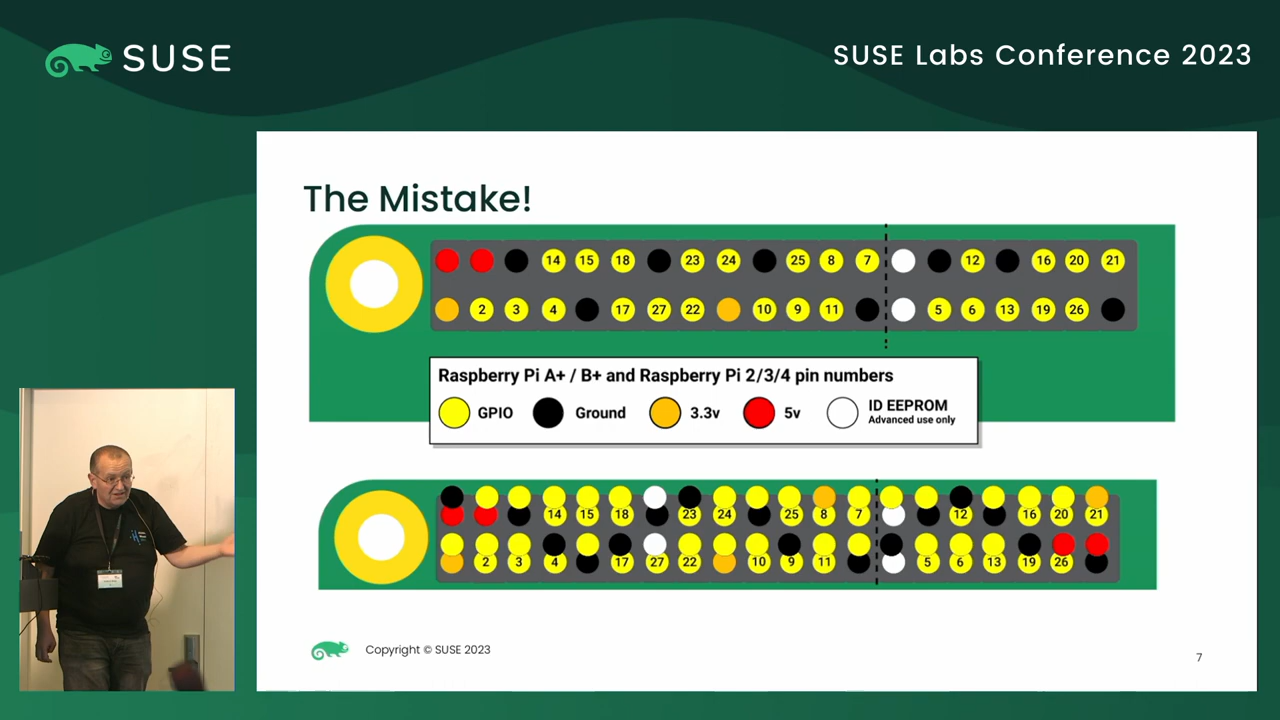 SUSE
SUSE Labs Conference 2023
The Mistake!
14 15 18 23 24 25 8 7 12 16 20 21
2 3 4 17 27 22 10 9 11 5 6 13 19 26
Raspberry Pi A+ / B+ and Raspberry Pi 2/3/4 pin numbers
GPIO Ground 3.3v 5v ID EEPROM
Advanced use only
14 15 18 23 24 25 8 7 12 16 20 21
2 3 4 17 27 22 10 9 11 5 6 13 19 26
Copyright © SUSE 2023
7